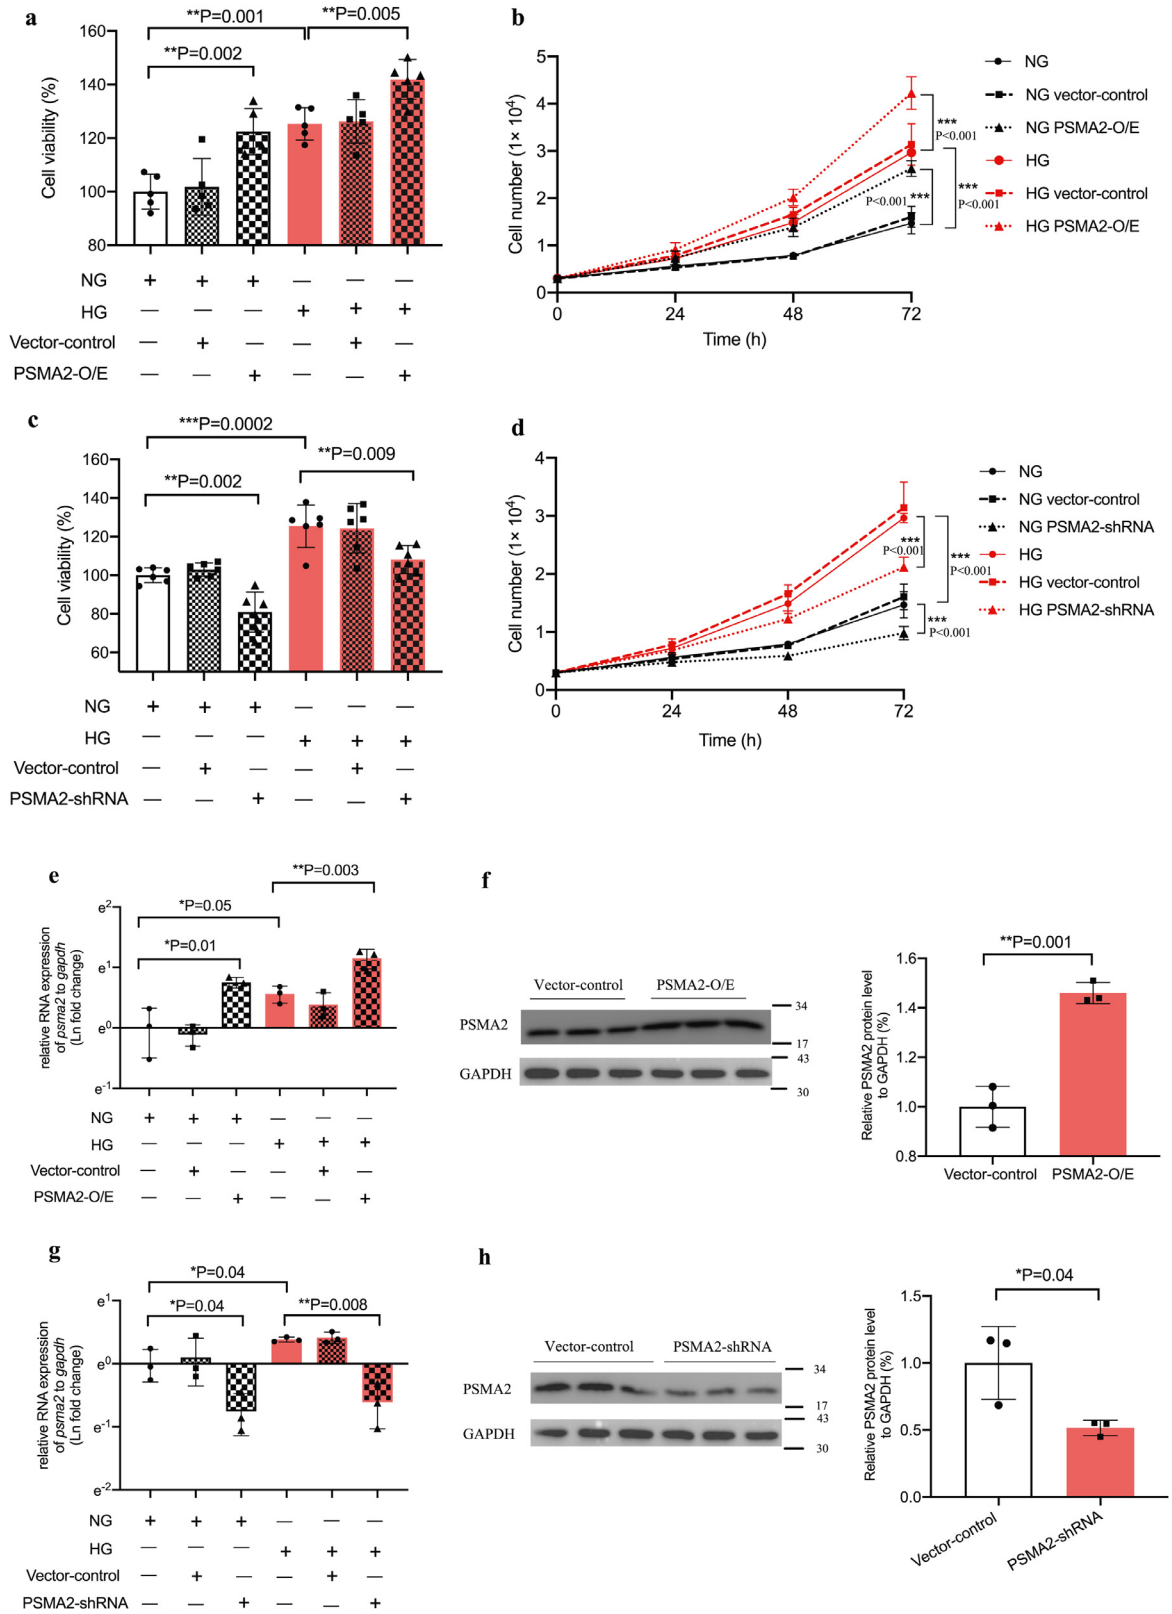 a
**P=0.001
**P=0.005
**P=0.002
Cell viability (%)
160
140
120
100
80
NG + + + — — —
HG — — — + + +
Vector-control — + — — + —
PSMA2-O/E — — + — — +
b
Cell number (1× 10⁴)
5
4
3
2
1
0
0 24 48 72
Time (h)
***
P<0.001
P<0.001 ***
***
P<0.001
NG
NG vector-control
NG PSMA2-O/E
HG
HG vector-control
HG PSMA2-O/E
c
***P=0.0002
**P=0.009
**P=0.002
Cell viability (%)
160
140
120
100
80
60
NG + + + — — —
HG — — — + + +
Vector-control — + — — + —
PSMA2-shRNA — — + — — +
d
Cell number (1× 10⁴)
4
3
2
1
0
0 24 48 72
Time (h)
***
P<0.001
***
P<0.001
***
P<0.001
NG
NG vector-control
NG PSMA2-shRNA
HG
HG vector-control
HG PSMA2-shRNA
e
**P=0.003
*P=0.05
*P=0.01
relative RNA expression
of psma2 to gapdh
(Ln fold change)
e²
e¹
e⁰
e⁻¹
NG + + + — — —
HG — — — + + +
Vector-control — + — — + —
PSMA2-O/E — — + — — +
f
Vector-control PSMA2-O/E
PSMA2
GAPDH
34
17
43
30
**P=0.001
Relative PSMA2 protein level
to GAPDH (%)
1.6
1.4
1.2
1.0
0.8
Vector-control PSMA2-O/E
g
*P=0.04
*P=0.04
**P=0.008
relative RNA expression
of psma2 to gapdh
(Ln fold change)
e¹
e⁰
e⁻¹
e⁻²
NG + + + — — —
HG — — — + + +
Vector-control — + — — + —
PSMA2-shRNA — — + — — +
h
Vector-control PSMA2-shRNA
PSMA2
GAPDH
34
17
43
30
*P=0.04
Relative PSMA2 protein level
to GAPDH (%)
1.5
1.0
0.5
0.0
Vector-control
PSMA2-shRNA